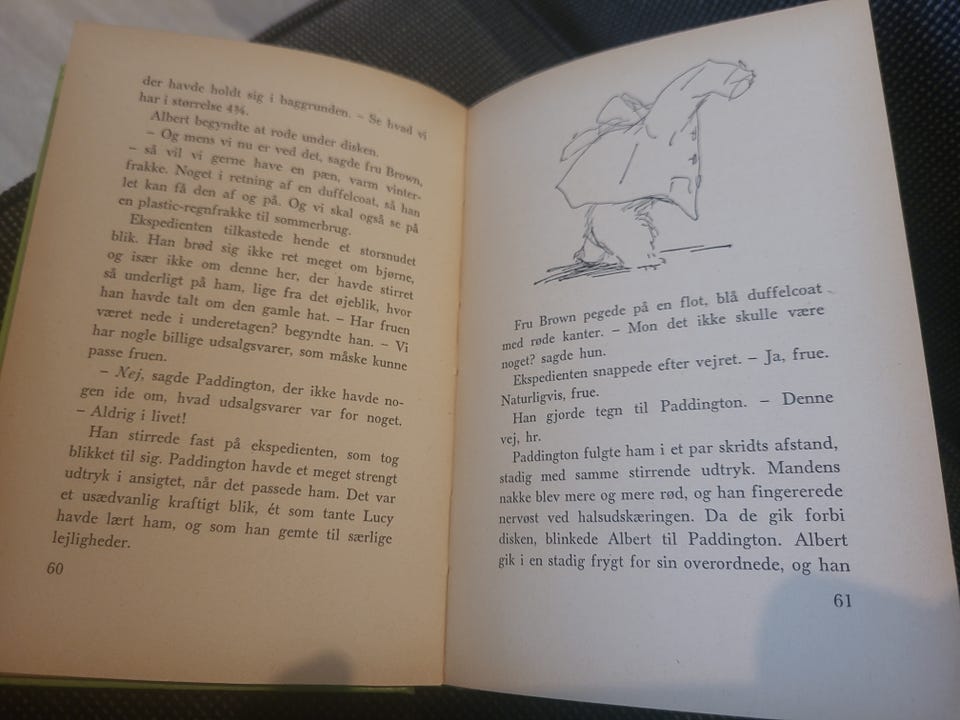 der havde holdt sig i baggrunden. – Se hvad vi
har i størrelse 4¾.
Albert begyndte at rode under disken.
– Og mens vi nu er ved det, sagde fru Brown,
– så vil vi gerne have en pæn, varm vinter-
frakke. Noget i retning af en duffelcoat, så han
let kan få den af og på. Og vi skal også se på
en plastic-regnfrakke til sommerbrug.
Ekspedienten tilkastede hende et storsnudet
blik. Han brød sig ikke ret meget om bjørne,
og især ikke om denne her, der havde stirret
så underligt på ham, lige fra det øjeblik, hvor
han havde talt om den gamle hat. – Har fruen
været nede i underetagen? begyndte han. – Vi
har nogle billige udsalgsvarer, som måske kunne
passe fruen.
– Nej, sagde Paddington, der ikke havde no-
gen ide om, hvad udsalgsvarer var for noget.
– Aldrig i livet!
Han stirrede fast på ekspedienten, som tog
blikket til sig. Paddington havde et meget strengt
udtryk i ansigtet, når det passede ham. Det var
et usædvanlig kraftigt blik, ét som tante Lucy
havde lært ham, og som han gemte til særlige
lejligheder.
60
Fru Brown pegede på en flot, blå duffelcoat
med røde kanter. – Mon det ikke skulle være
noget? sagde hun.
Ekspedienten snappede efter vejret. – Ja, frue.
Naturligvis, frue.
Han gjorde tegn til Paddington. – Denne
vej, hr.
Paddington fulgte ham i et par skridts afstand,
stadig med samme stirrende udtryk. Mandens
nakke blev mere og mere rød, og han fingererede
nervøst ved halsudskæringen. Da de gik forbi
disken, blinkede Albert til Paddington. Albert
gik i en stadig frygt for sin overordnede, og han
61